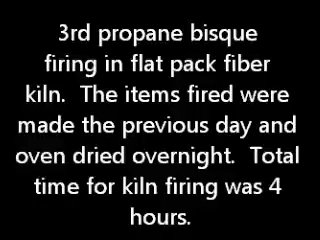 3rd propane bisque
firing in flat pack fiber
kiln.  The items fired were
made the previous day and
oven dried overnight.  Total
time for kiln firing was 4
hours.